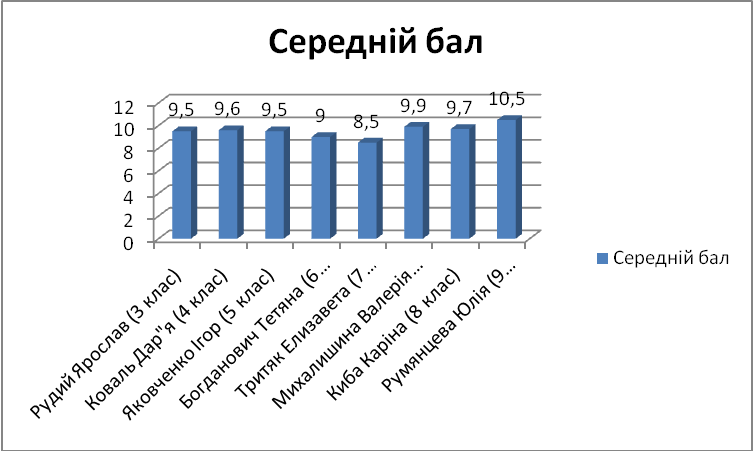 Середній бал
9,5
9,6
9,5
9
8,5
9,9
9,7
10,5
12
10
8
6
4
2
0
Рудий Ярослав (3 клас)
Коваль Дар"я (4 клас)
Яковченко Ігор (5 клас)
Богданович Тетяна (6...
Тритяк Елизавета (7...
Михалишина Валерія...
Киба Каріна (8 клас)
Румянцева Юлія (9...
Середній бал